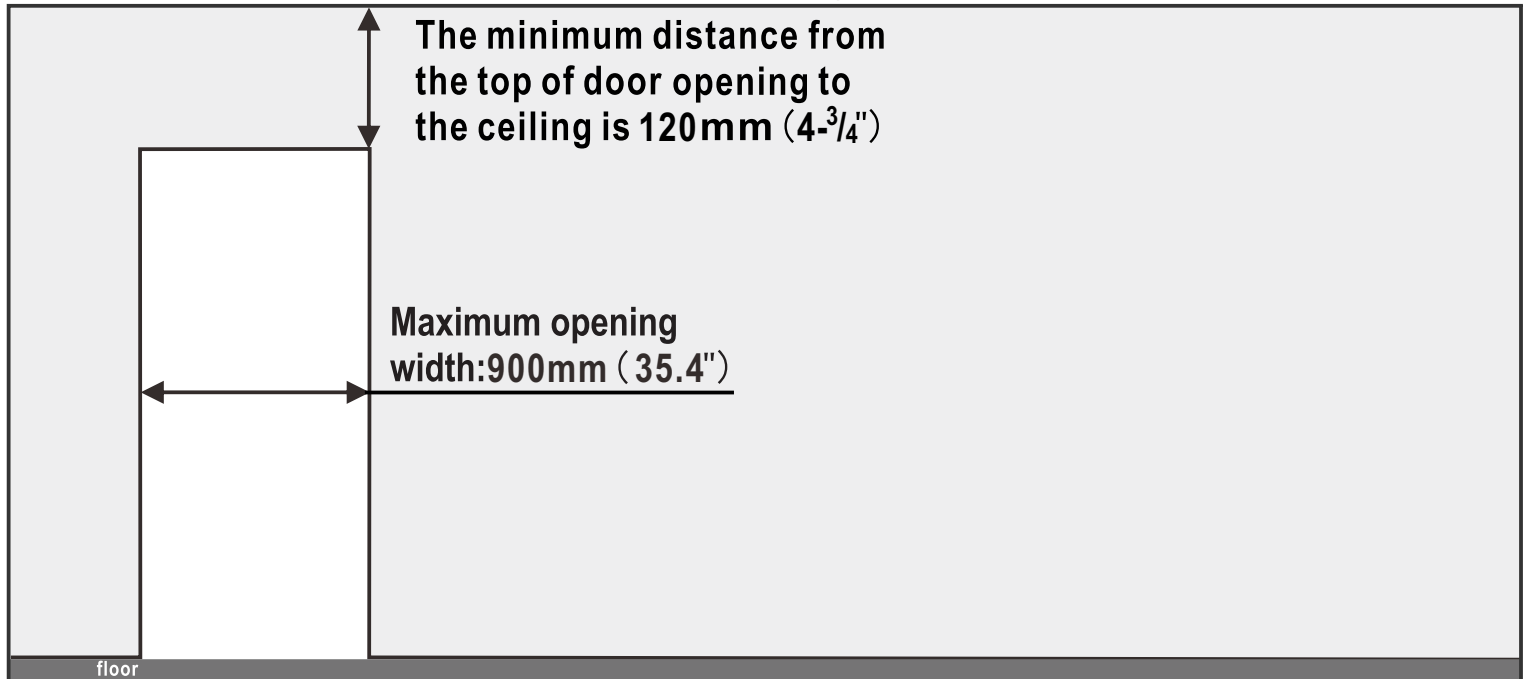 The minimum distance from
the top of door opening to
the ceiling is 120mm（4-3/4"）
Maximum opening
width:900mm（35.4"）
floor